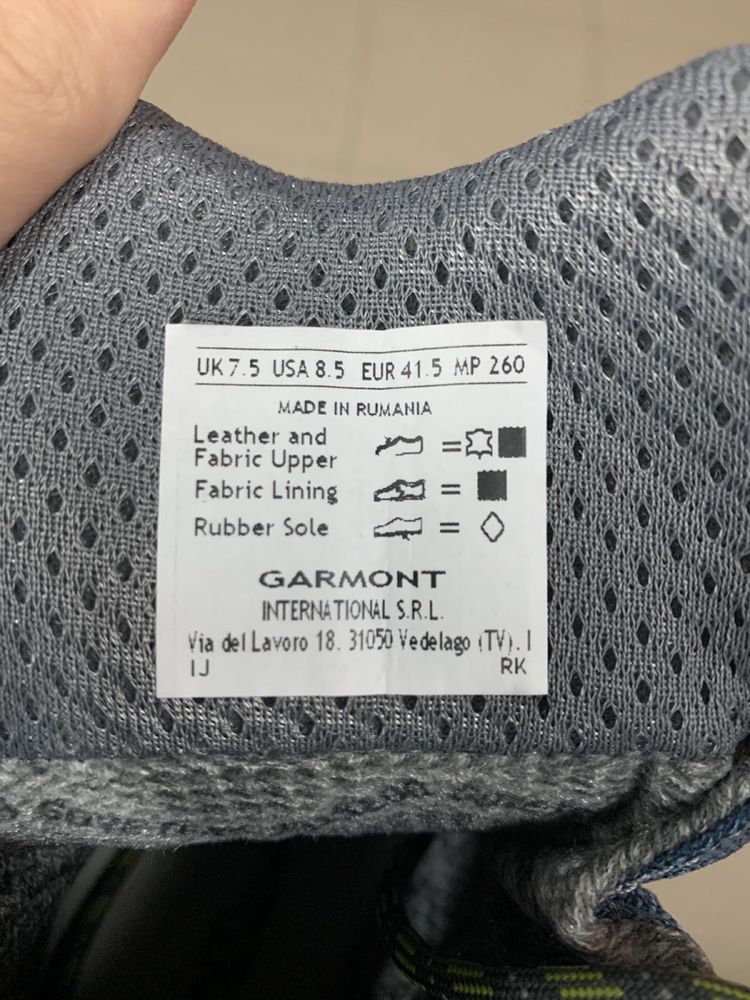 UK 7.5 USA 8.5 EUR 41.5 MP 260
MADE IN RUMANIA
Leather and
Fabric Upper
=
Fabric Lining
=
Rubber Sole
=
GARMONT
INTERNATIONAL S.R.L.
Via del Lavoro 18. 31050 Vedelago (TV). I
IJ RK